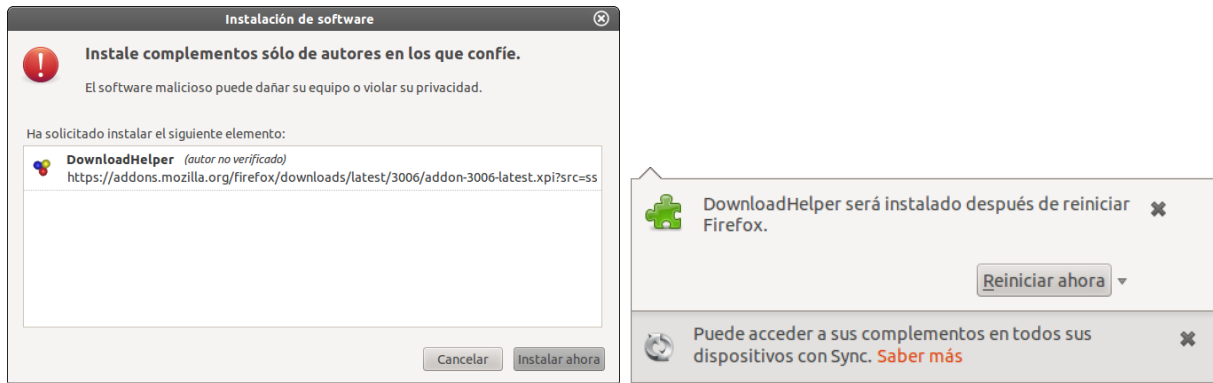 Instalación de software
Instale complementos sólo de autores en los que confíe.
El software malicioso puede dañar su equipo o violar su privacidad.
Ha solicitado instalar el siguiente elemento:
DownloadHelper (autor no verificado)
https://addons.mozilla.org/firefox/downloads/latest/3006/addon-3006-latest.xpi?src=ss
Cancelar
Instalar ahora
DownloadHelper será instalado después de reiniciar
Firefox.
Reiniciar ahora
Puede acceder a sus complementos en todos sus
dispositivos con Sync. Saber más